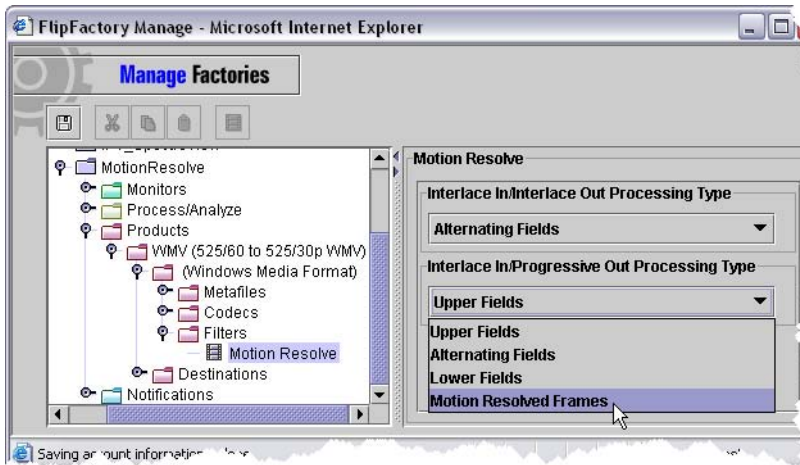 FlipFactory Manage - Microsoft Internet Explorer
Manage Factories
MotionResolve
Monitors
Process/Analyze
Products
WMV (525/60 to 525/30p WMV)
(Windows Media Format)
Metafiles
Codecs
Filters
Motion Resolve
Destinations
Notifications
Motion Resolve
Interlace In/Interlace Out Processing Type
Alternating Fields
Interlace In/Progressive Out Processing Type
Upper Fields
Upper Fields
Alternating Fields
Lower Fields
Motion Resolved Frames
Saving account information